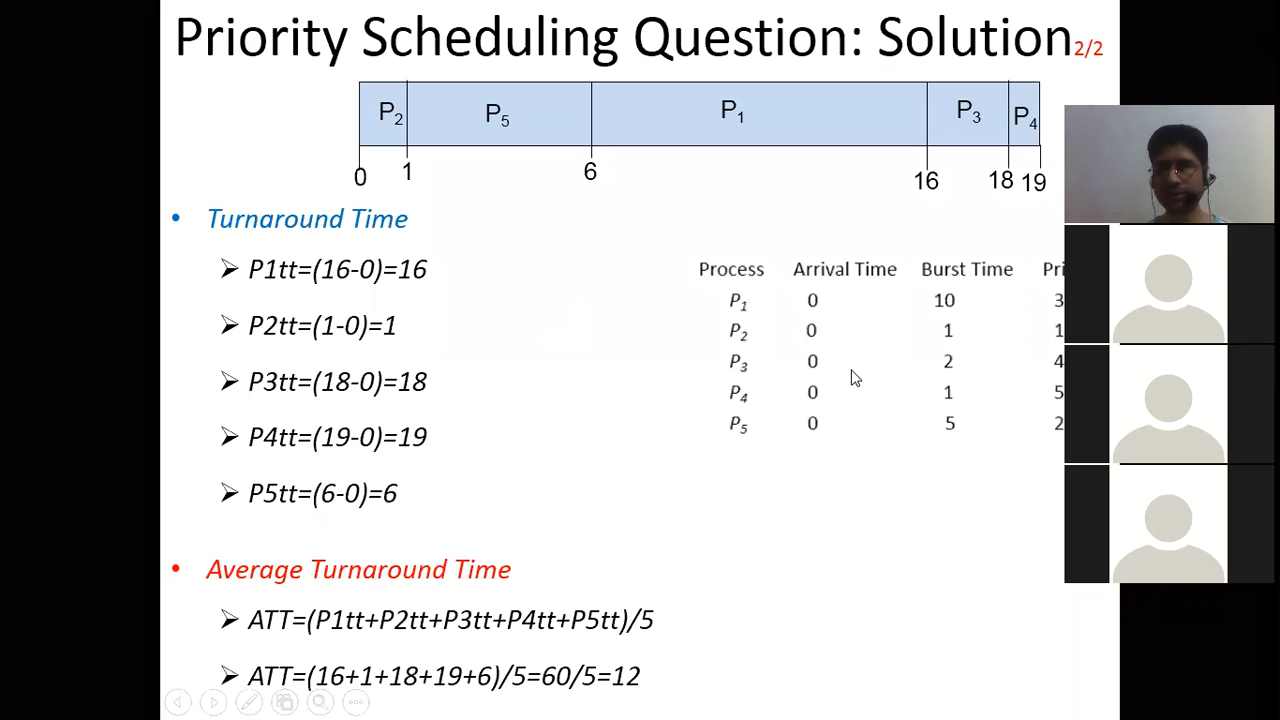 Priority Scheduling Question: Solution 2/2
P2 P5 P1 P3 P4
0 1 6 16 18 19
• Turnaround Time
➢ P1tt=(16-0)=16
➢ P2tt=(1-0)=1
➢ P3tt=(18-0)=18
➢ P4tt=(19-0)=19
➢ P5tt=(6-0)=6
Process Arrival Time Burst Time Pri
P1 0 10 3
P2 0 1 1
P3 0 2 4
P4 0 1 5
P5 0 5 2
• Average Turnaround Time
➢ ATT=(P1tt+P2tt+P3tt+P4tt+P5tt)/5
➢ ATT=(16+1+18+19+6)/5=60/5=12